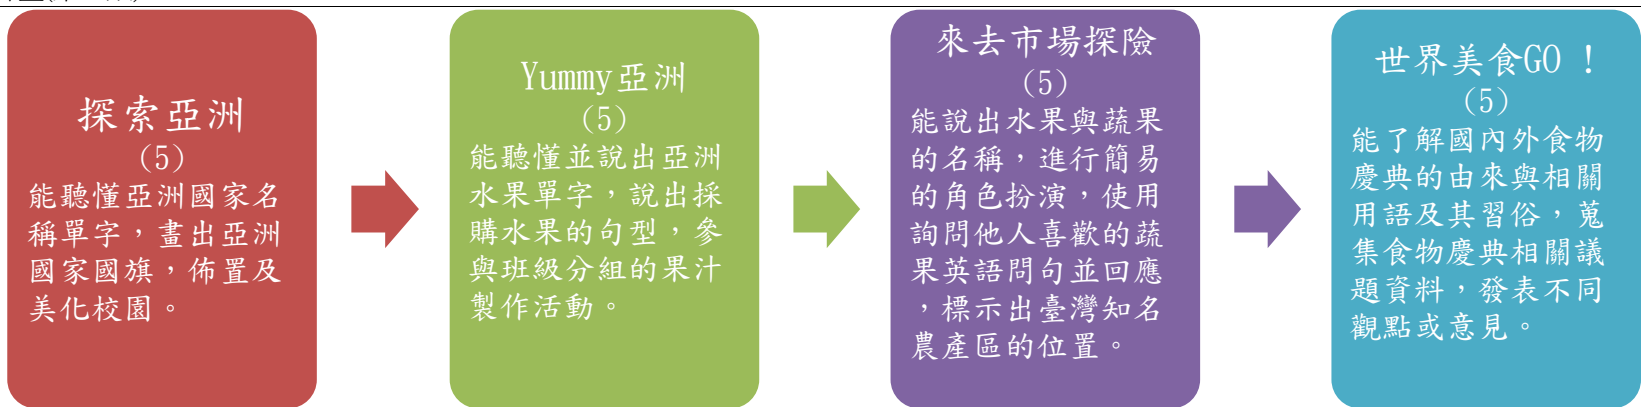 探索亞洲
(5)
能聽懂亞洲國家名
稱單字，畫出亞洲
國家國旗，佈置及
美化校園。
Yummy亞洲
(5)
能聽懂並說出亞洲
水果單字，說出採
購水果的句型，參
與班級分組的果汁
製作活動。
來去市場探險
(5)
能說出水果與蔬果
的名稱，進行簡易
的角色扮演，使用
詢問他人喜歡的蔬
果英語問句並回應
，標示出臺灣知名
農產區的位置。
世界美食GO !
(5)
能了解國內外食物
慶典的由來與相關
用語及其習俗，蒐
集食物慶典相關議
題資料，發表不同
觀點或意見。